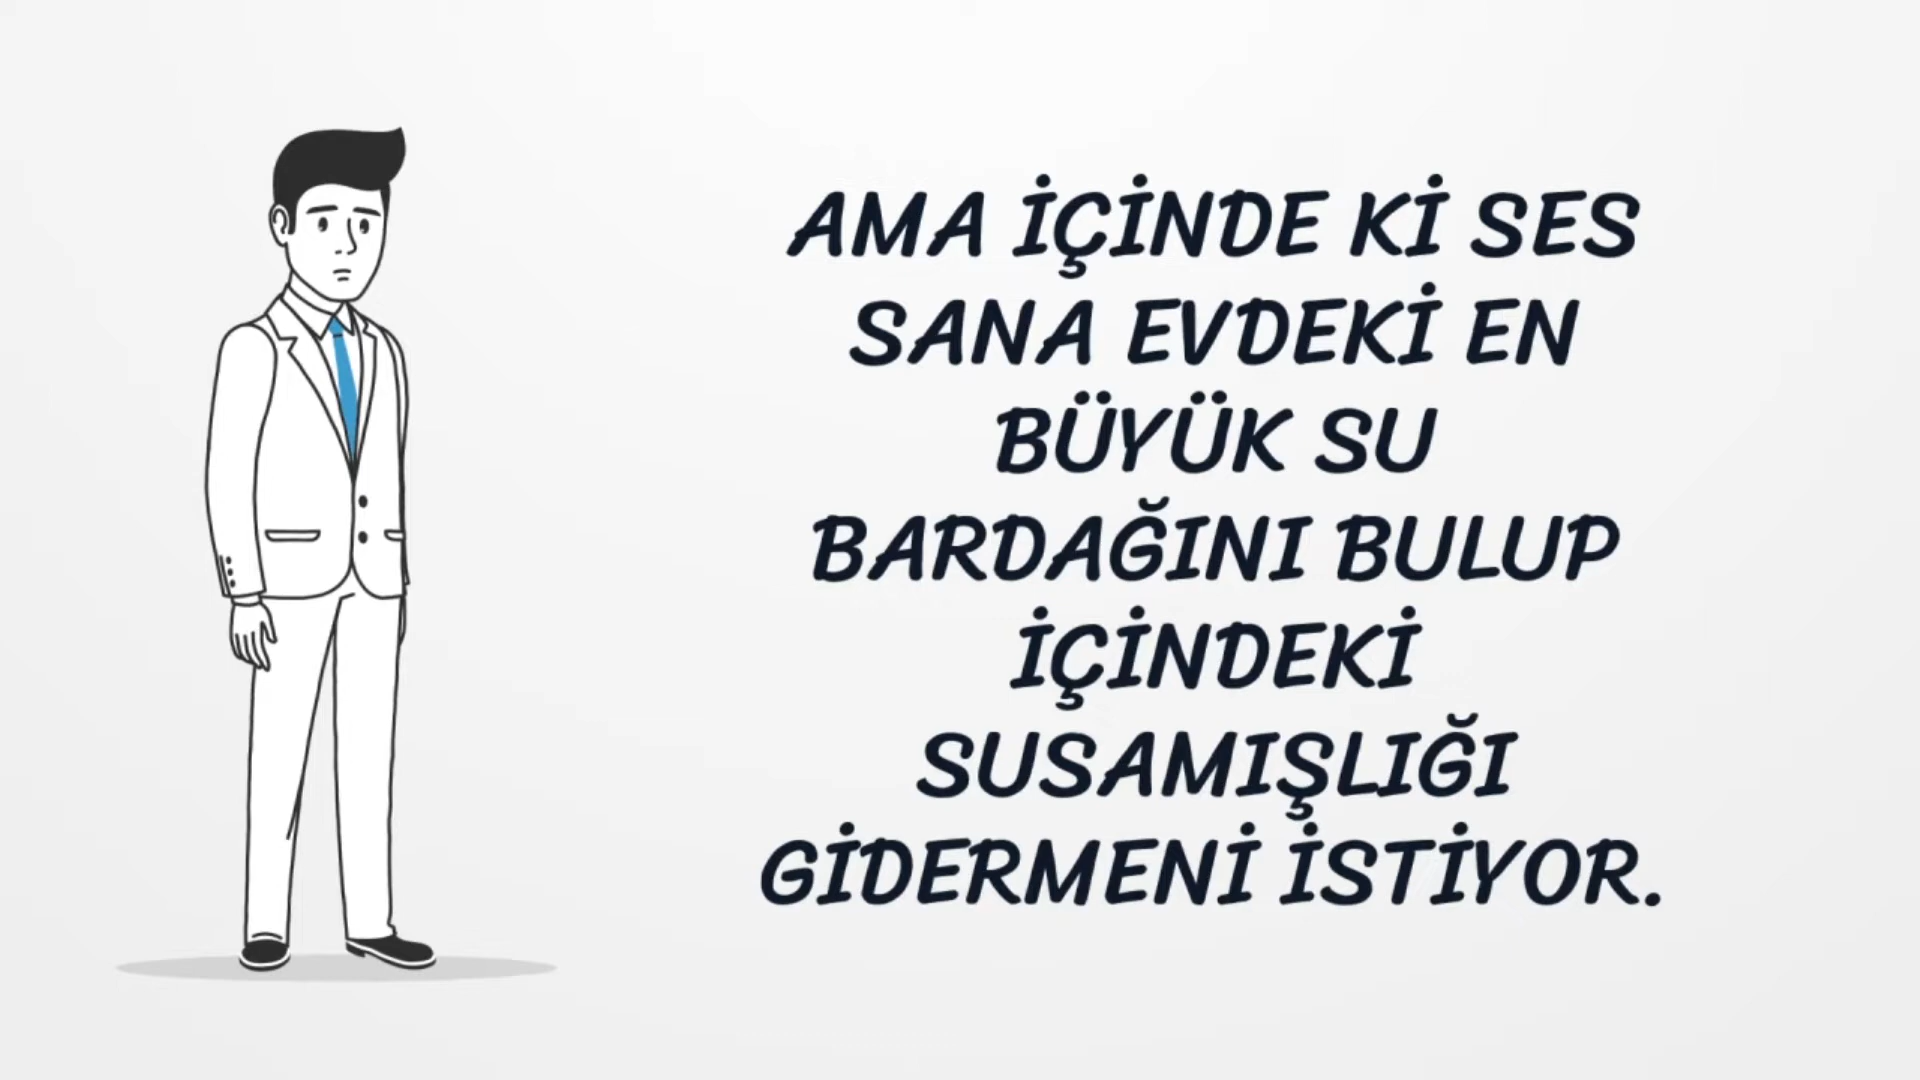 AMA İÇİNDE Kİ SES
SANA EVDEKİ EN
BÜYÜK SU
BARDAĞINI BULUP
İÇİNDEKİ
SUSAMIŞLIĞI
GİDERMENİ İSTİYOR.